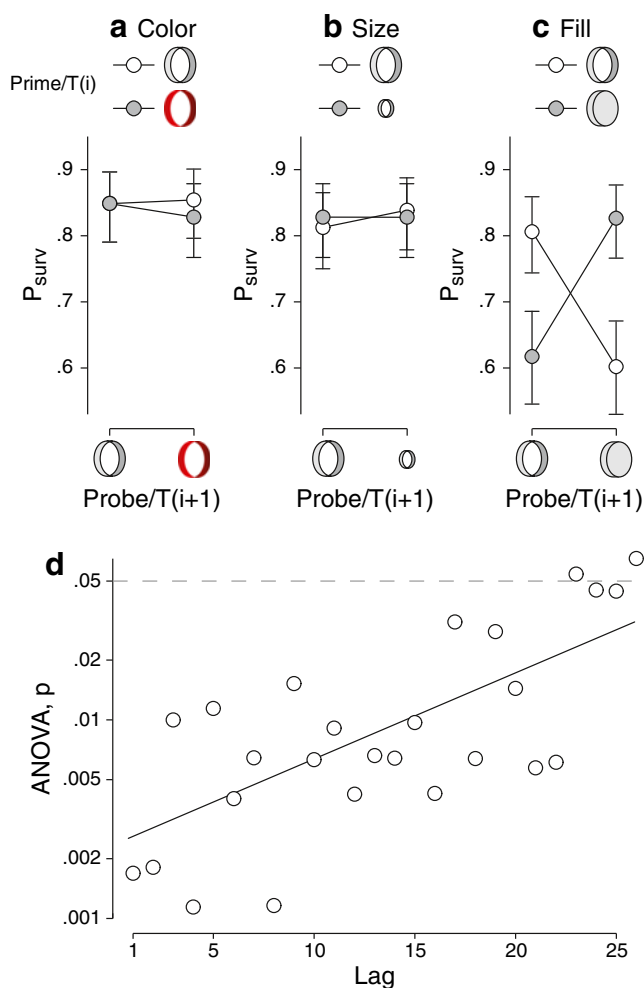 a Color
b Size
c Fill
Prime/T(i)
Psurv
.9
.8
.7
.6
Probe/T(i+1)
Psurv
.9
.8
.7
.6
Probe/T(i+1)
Psurv
.9
.8
.7
.6
Probe/T(i+1)
d
ANOVA, p
.05
.02
.01
.005
.002
.001
1
5
10
15
20
25
Lag